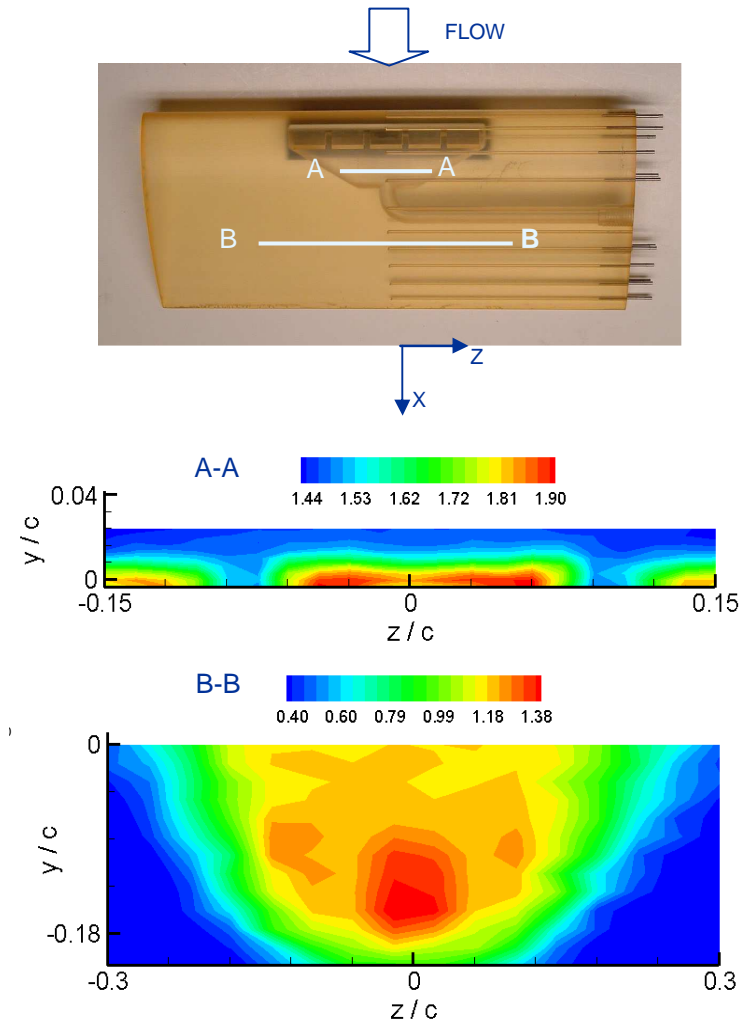 FLOW
A A
B B
Z
X
A-A
1.44 1.53 1.62 1.72 1.81 1.90
0.04
y / c
0
-0.15 0 0.15
z / c
B-B
0.40 0.60 0.79 0.99 1.18 1.38
0
y / c
-0.18
-0.3 0 0.3
z / c